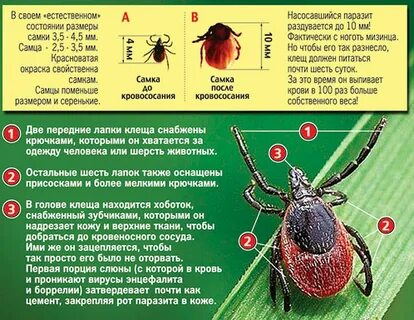 В своем «естественном»
состоянии размеры
самки 3,5 - 4,5 мм.
Самца - 2,5 - 3,5 мм.
Красноватая
окраска свойственна
самкам.
Самцы поменьше
размером и серенькие.
А
4 мм
Самка
до
кровососания
В
10 мм
Самка
после
кровососания
Насосавшийся паразит
раздувается до 10 мм!
Фактически с ноготь мизинца.
Но чтобы его так разнесло,
клещ должен питаться
почти шесть суток.
За это время он выпивает
крови в 100 раз больше
собственного веса!
1 Две передние лапки клеща снабжены
крючками, которыми он хватается за
одежду человека или шерсть животных.
2 Остальные шесть лапок также оснащены
присосками и более мелкими крючками.
3 В голове клеща находится хоботок,
снабженный зубчиками, которыми он
надрезает кожу и верхние ткани, чтобы
добраться до кровеносного сосуда.
Ими же он зацепляется, чтобы
так просто его было не оторвать.
Первая порция слюны (с которой в кровь
и проникают вирусы энцефалита
и боррелии) затвердевает почти как
цемент, закрепляя рот паразита в коже.
1
3
2
2